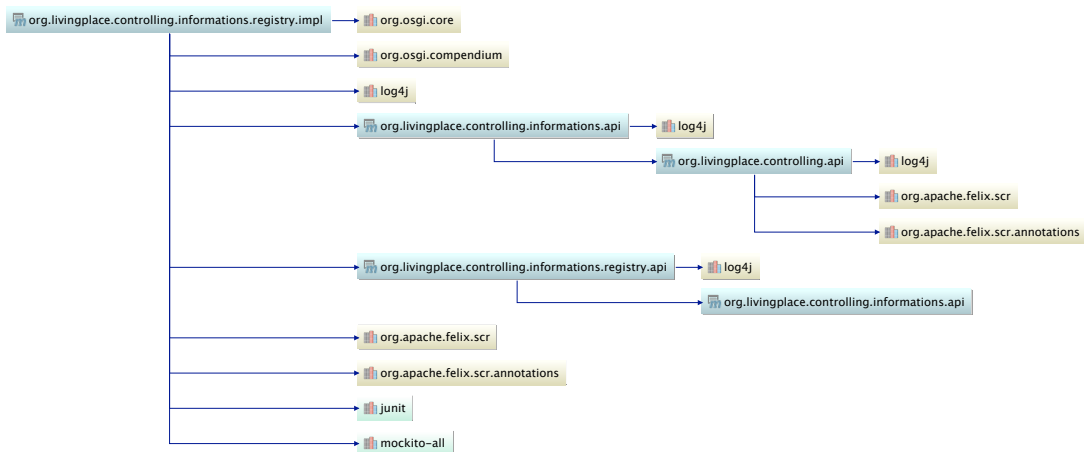 org.livingplace.controlling.informations.registry.impl
org.osgi.core
org.osgi.compendium
log4j
org.livingplace.controlling.informations.api
log4j
org.livingplace.controlling.api
log4j
org.apache.felix.scr
org.apache.felix.scr.annotations
org.livingplace.controlling.informations.registry.api
log4j
org.livingplace.controlling.informations.api
org.apache.felix.scr
org.apache.felix.scr.annotations
junit
mockito-all